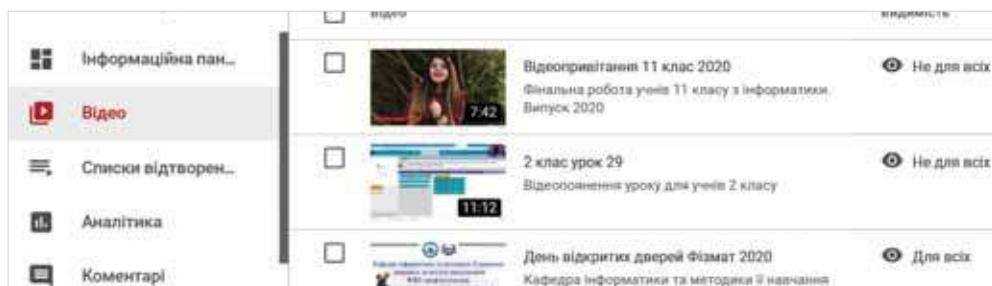 Відео
Видимість
Інформаційна пан...
Відео
Списки відтворен...
Аналітика
Коментарі
7:42
Відеопривітання 11 клас 2020
Фінальна робота учнів 11 класу з інформатики.
Випуск 2020
Не для всіх
11:12
2 клас урок 29
Відеопоянення уроку для учнів 2 класу
Не для всіх
День відкритих дверей Фізмат 2020
Кафедра інформатики та методики її навчання
Для всіх